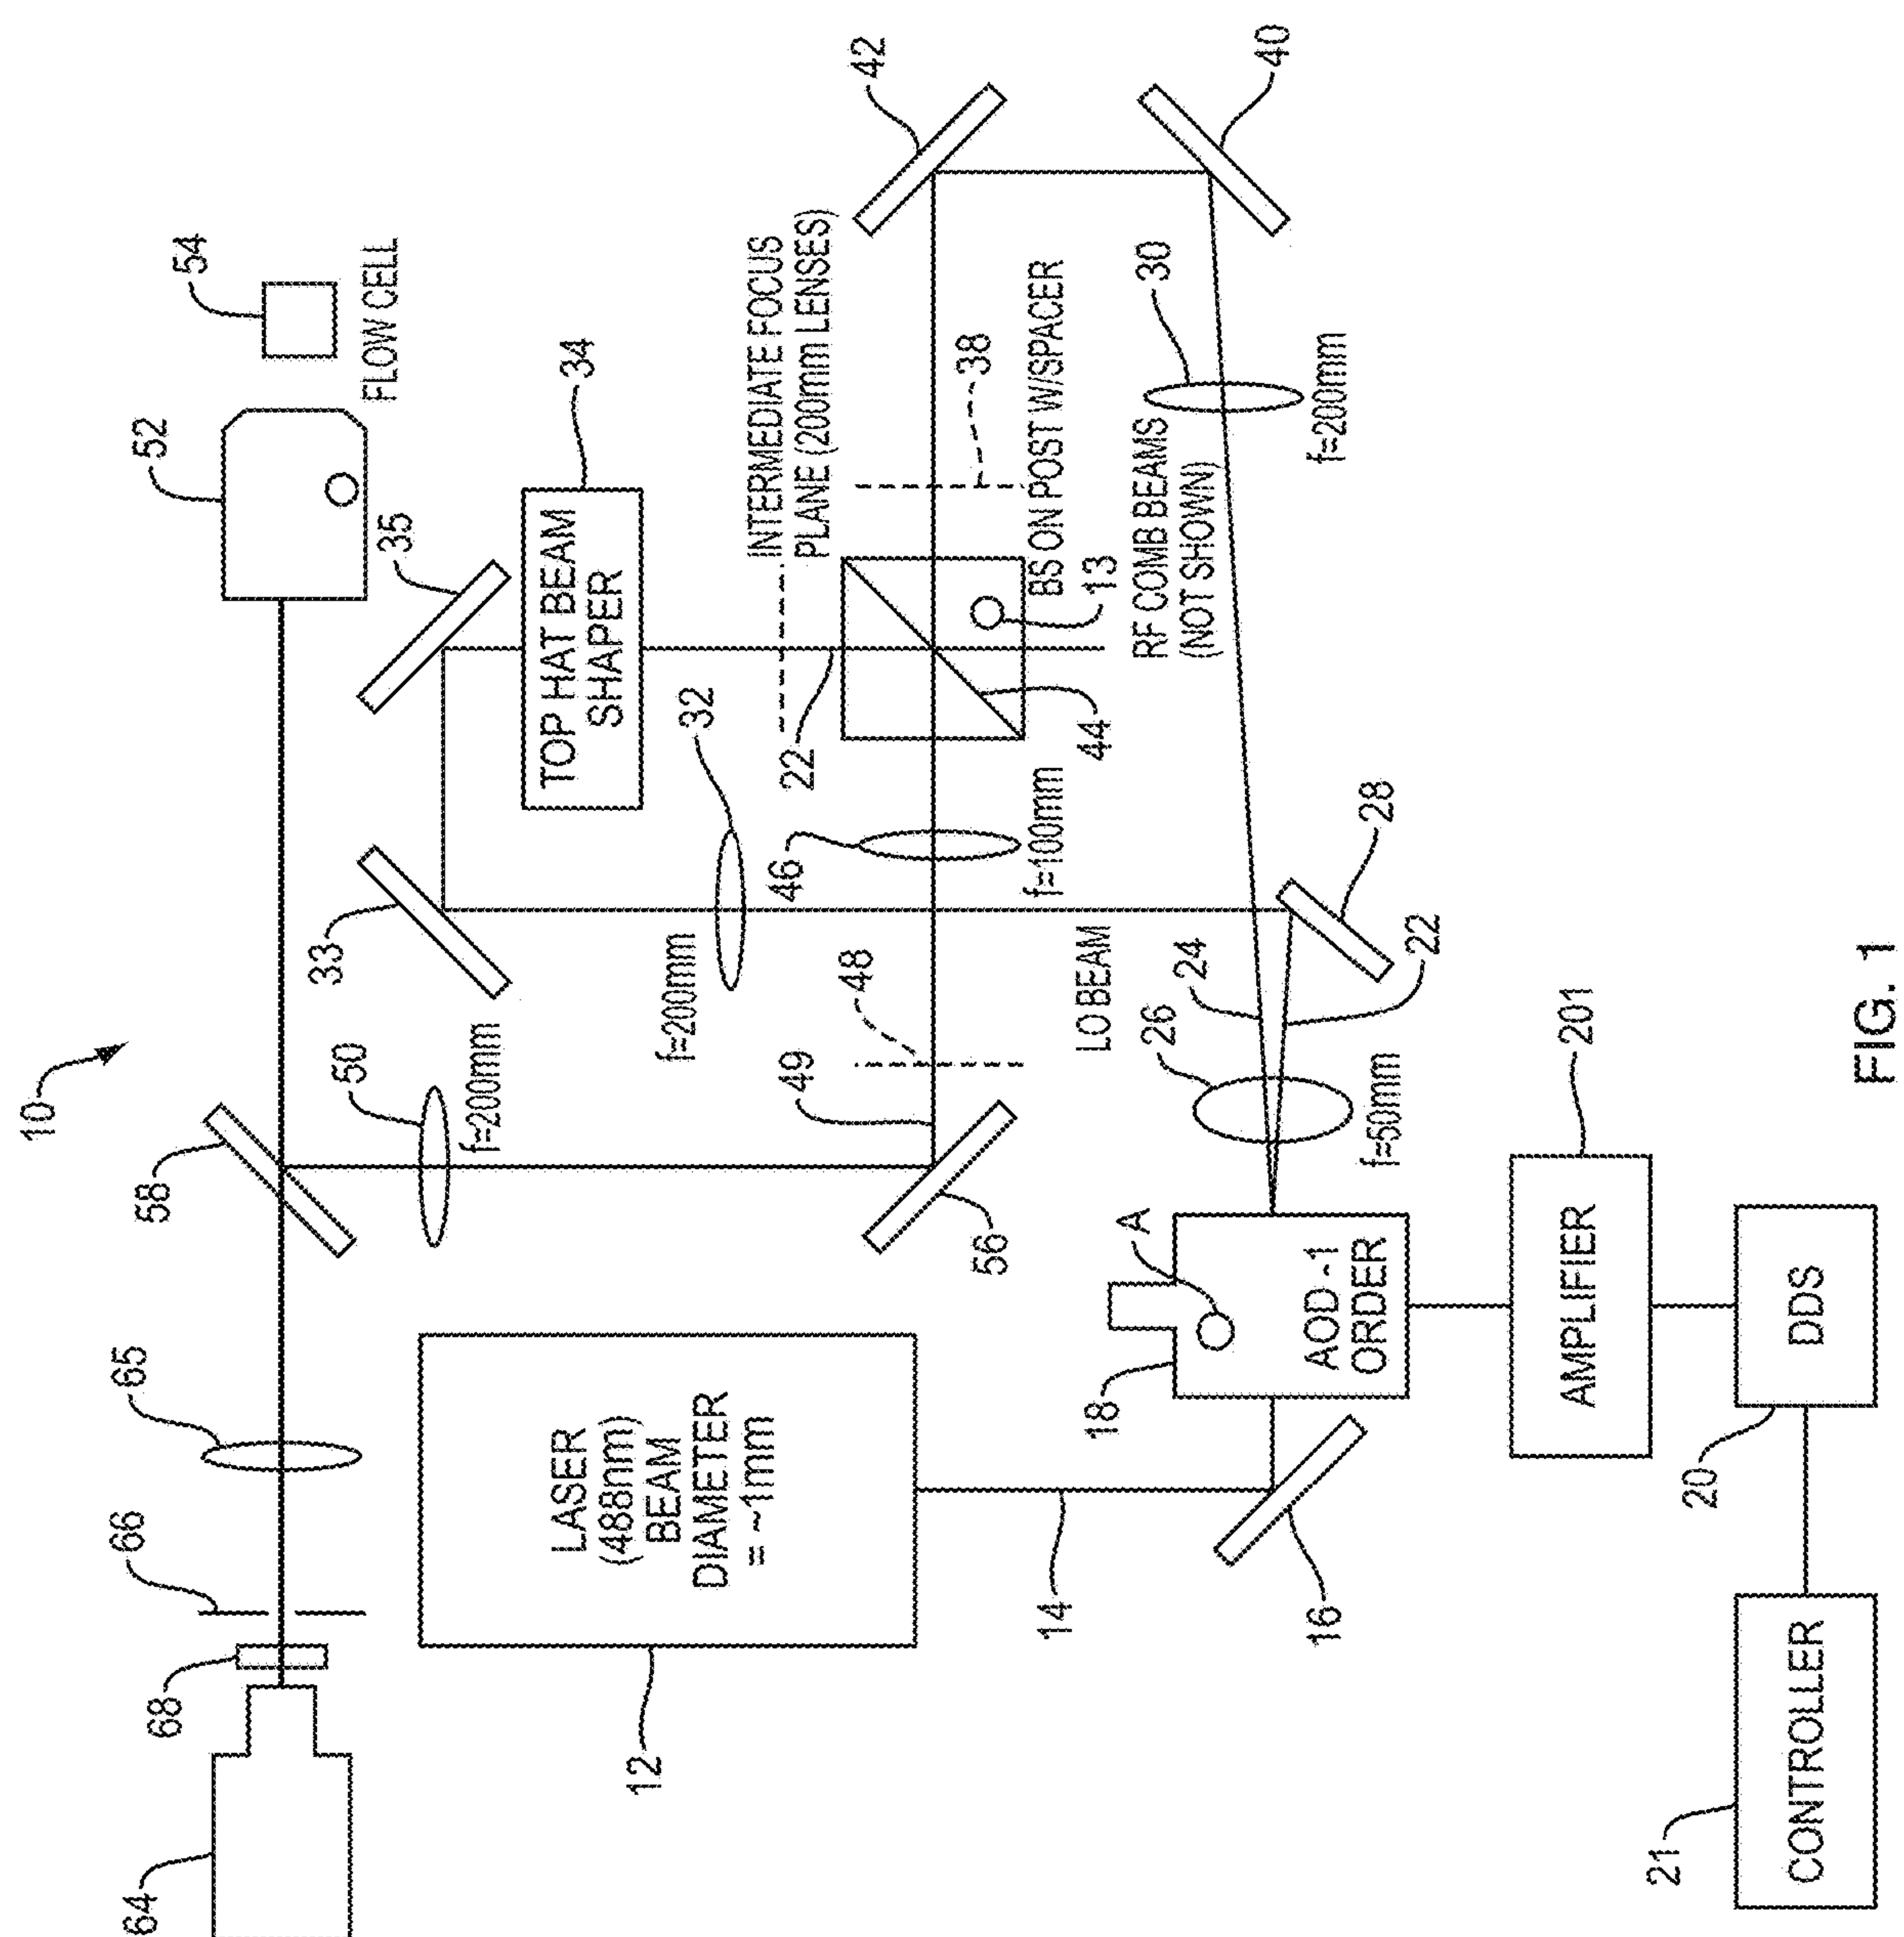 10
42
40
54
FLOW CELL
52
34
35
TOP HAT BEAM
SHAPER
INTERMEDIATE FOCUS
PLANE (200mm LENSES)
38
BS ON POST W/SPACER
13
30
f=200mm
RF COMB BEAMS
(NOT SHOWN)
22
44
33
32
f=200mm
46
f=100mm
28
58
50
f=200mm
48
49
56
LO BEAM
24
22
26
f=50mm
65
66
68
64
LASER
(488nm)
BEAM
DIAMETER
= ~1mm
12
14
16
18
A
AOD -1
ORDER
201
AMPLIFIER
DDS
20
CONTROLLER
21
FIG. 1